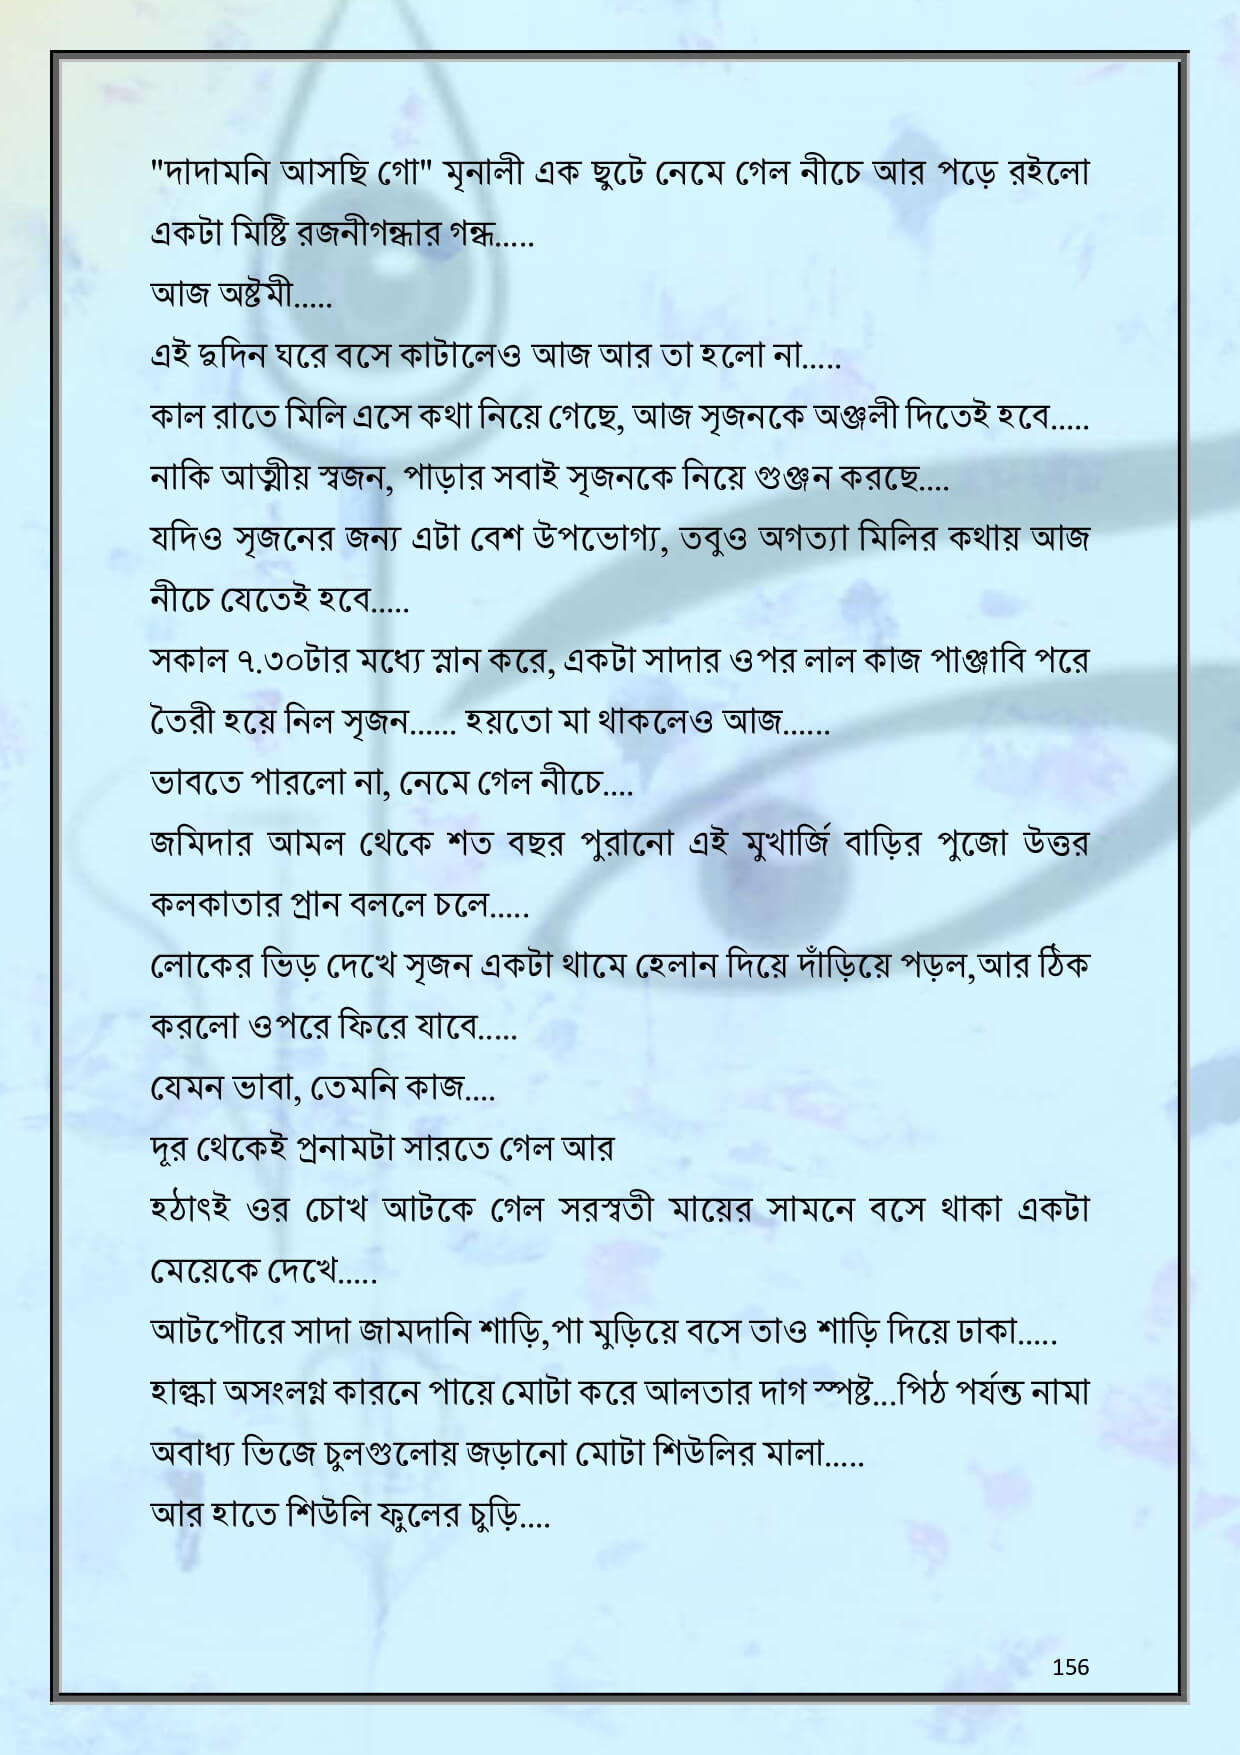 "দাদামনি আসছি গো" মৃনালী এক ছুটে নেমে গেল নীচে আর পড়ে রইলো
একটা মিষ্টি রজনীগন্ধার গন্ধ.....
আজ অষ্টমী.....
এই দুদিন ঘরে বসে কাটালেও আজ আর তা হলো না.....
কাল রাতে মিলি এসে কথা নিয়ে গেছে, আজ সৃজনকে অঞ্জলী দিতেই হবে.....
নাকি আত্মীয় স্বজন, পাড়ার সবাই সৃজনকে নিয়ে গুঞ্জন করছে....
যদিও সৃজনের জন্য এটা বেশ উপভোগ্য, তবুও অগত্যা মিলির কথায় আজ
নীচে যেতেই হবে.....
সকাল ৭.৩০টার মধ্যে স্নান করে, একটা সাদার ওপর লাল কাজ পাঞ্জাবি পরে
তৈরী হয়ে নিল সৃজন...... হয়তো মা থাকলেও আজ......
ভাবতে পারলো না, নেমে গেল নীচে....
জমিদার আমল থেকে শত বছর পুরানো এই মুখার্জি বাড়ির পুজো উত্তর
কলকাতার প্রান বললে চলে.....
লোকের ভিড় দেখে সৃজন একটা থামে হেলান দিয়ে দাঁড়িয়ে পড়ল,আর ঠিক
করলো ওপরে ফিরে যাবে.....
যেমন ভাবা, তেমনি কাজ....
দূর থেকেই প্রনামটা সারতে গেল আর
হঠাৎই ওর চোখ আটকে গেল সরস্বতী মায়ের সামনে বসে থাকা একটা
মেয়েকে দেখে.....
আটপৌরে সাদা জামদানি শাড়ি,পা মুড়িয়ে বসে তাও শাড়ি দিয়ে ঢাকা.....
হাল্কা অসংলগ্ন কারনে পায়ে মোটা করে আলতার দাগ স্পষ্ট...পিঠ পর্যন্ত নামা
অবাধ্য ভিজে চুলগুলোয় জড়ানো মোটা শিউলির মালা.....
আর হাতে শিউলি ফুলের চুড়ি....
156